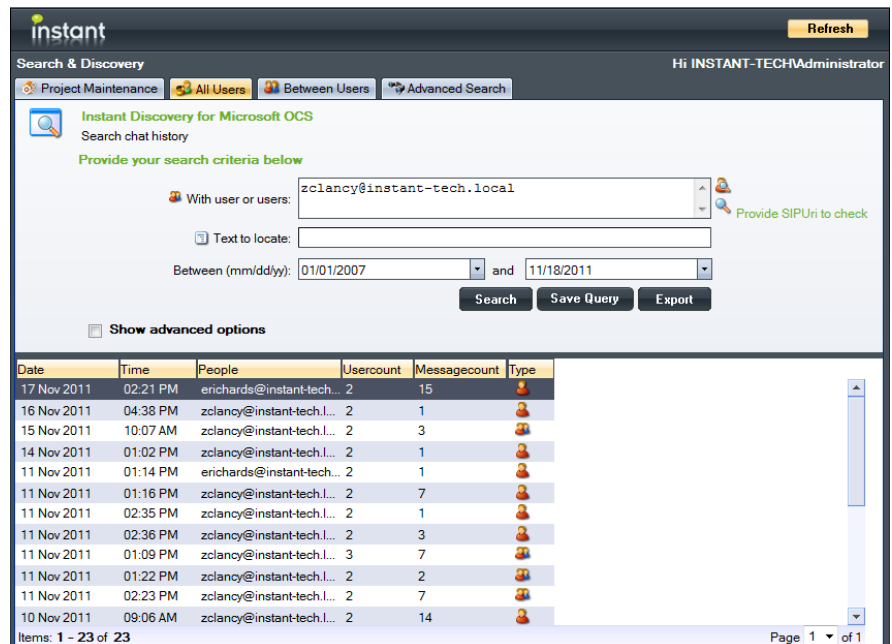 instant
Refresh
Search & Discovery
Hi INSTANT-TECH\Administrator
Project Maintenance All Users Between Users Advanced Search
Instant Discovery for Microsoft OCS
Search chat history
Provide your search criteria below
With user or users: zclancy@instant-tech.local
Provide SIPUri to check
Text to locate:
Between (mm/dd/yy): 01/01/2007 and 11/18/2011
Search Save Query Export
Show advanced options
Date Time People Usercount Messagecount Type
17 Nov 2011 02:21 PM erichards@instant-tech... 2 15
16 Nov 2011 04:38 PM zclancy@instant-tech.l... 2 1
15 Nov 2011 10:07 AM zclancy@instant-tech.l... 2 3
14 Nov 2011 01:02 PM zclancy@instant-tech.l... 2 1
11 Nov 2011 01:14 PM erichards@instant-tech... 2 1
11 Nov 2011 01:16 PM zclancy@instant-tech.l... 2 7
11 Nov 2011 02:35 PM zclancy@instant-tech.l... 2 1
11 Nov 2011 02:36 PM zclancy@instant-tech.l... 2 3
11 Nov 2011 01:09 PM zclancy@instant-tech.l... 3 7
11 Nov 2011 01:22 PM zclancy@instant-tech.l... 2 2
11 Nov 2011 02:23 PM zclancy@instant-tech.l... 2 7
10 Nov 2011 09:06 AM zclancy@instant-tech.l... 2 14
Items: 1 - 23 of 23
Page 1 of 1